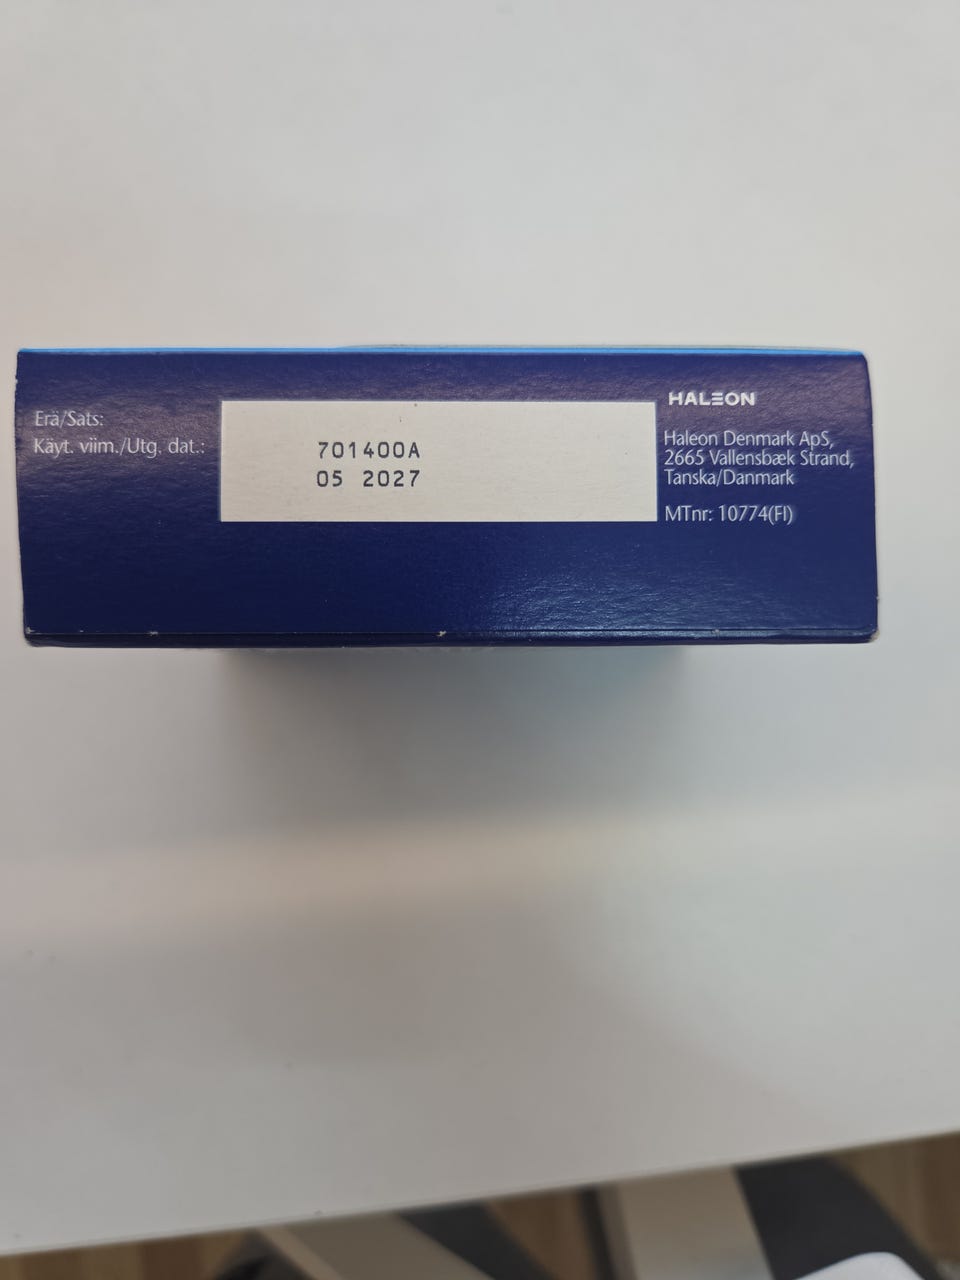 Erä/Sats:
Käyt. viim./Utg. dat.:
701400A
05 2027
HALEON
Haleon Denmark ApS,
2665 Vallensbæk Strand,
Tanska/Danmark
MTnr: 10774(FI)